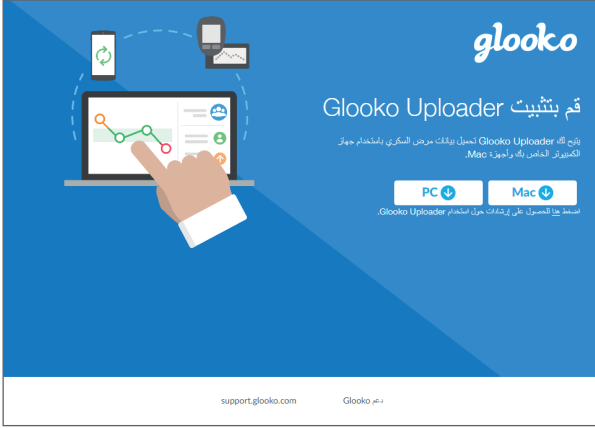 glooko
قم بتثبيت Glooko Uploader
يتيح لك Glooko Uploader تحميل بيانات مرض السكري باستخدام جهاز
الكمبيوتر الخاص بك وأجهزة Mac.
Mac
PC
اضغط هنا للحصول على إرشادات حول استخدام Glooko Uploader.
دعم Glooko
support.glooko.com